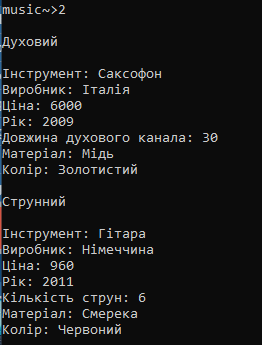 music~>2
Духовий
Інструмент: Саксофон
Виробник: Італія
Ціна: 6000
Рік: 2009
Довжина духового канала: 30
Матеріал: Мідь
Колір: Золотистий
Струнний
Інструмент: Гітара
Виробник: Німеччина
Ціна: 960
Рік: 2011
Кількість струн: 6
Матеріал: Смерека
Колір: Червоний